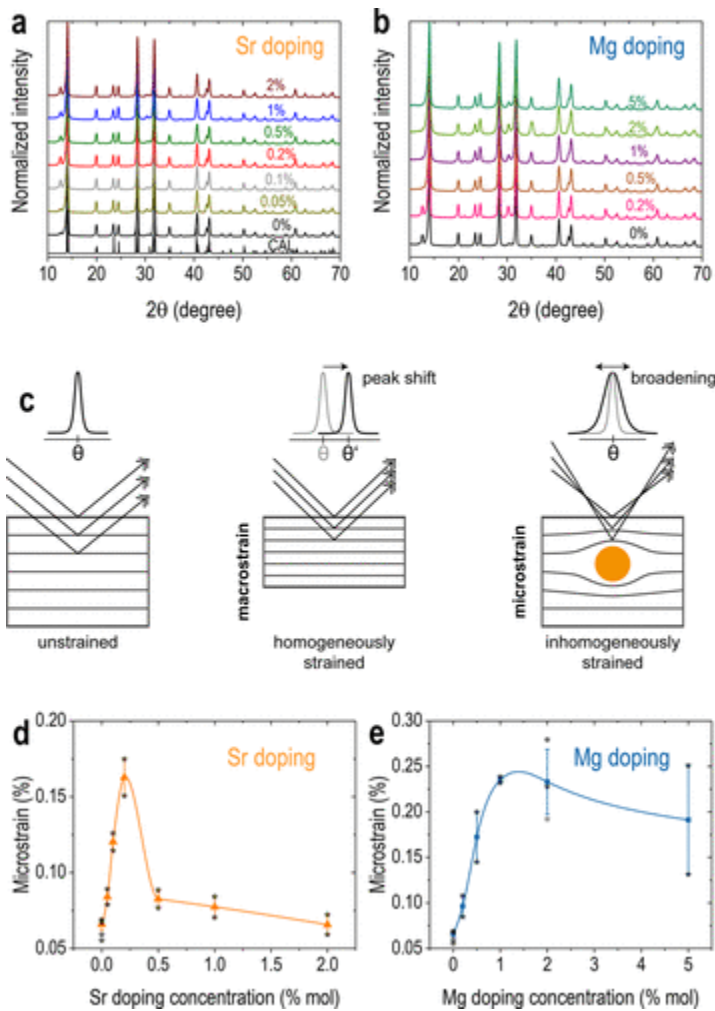 a
Sr doping
Normalized intensity
2%
1%
0.5%
0.2%
0.1%
0.05%
0%
CAL
10 20 30 40 50 60 70
2θ (degree)
b
Mg doping
Normalized intensity
5%
2%
1%
0.5%
0.2%
0%
10 20 30 40 50 60 70
2θ (degree)
c
θ
unstrained
peak shift
θ θ'
macrostrain
homogeneously
strained
broadening
θ
microstrain
inhomogeneously
strained
d
Sr doping
Microstrain (%)
0.20
0.15
0.10
0.05
0.0 0.5 1.0 1.5 2.0
Sr doping concentration (% mol)
e
Mg doping
Microstrain (%)
0.30
0.25
0.20
0.15
0.10
0.05
0 1 2 3 4 5
Mg doping concentration (% mol)